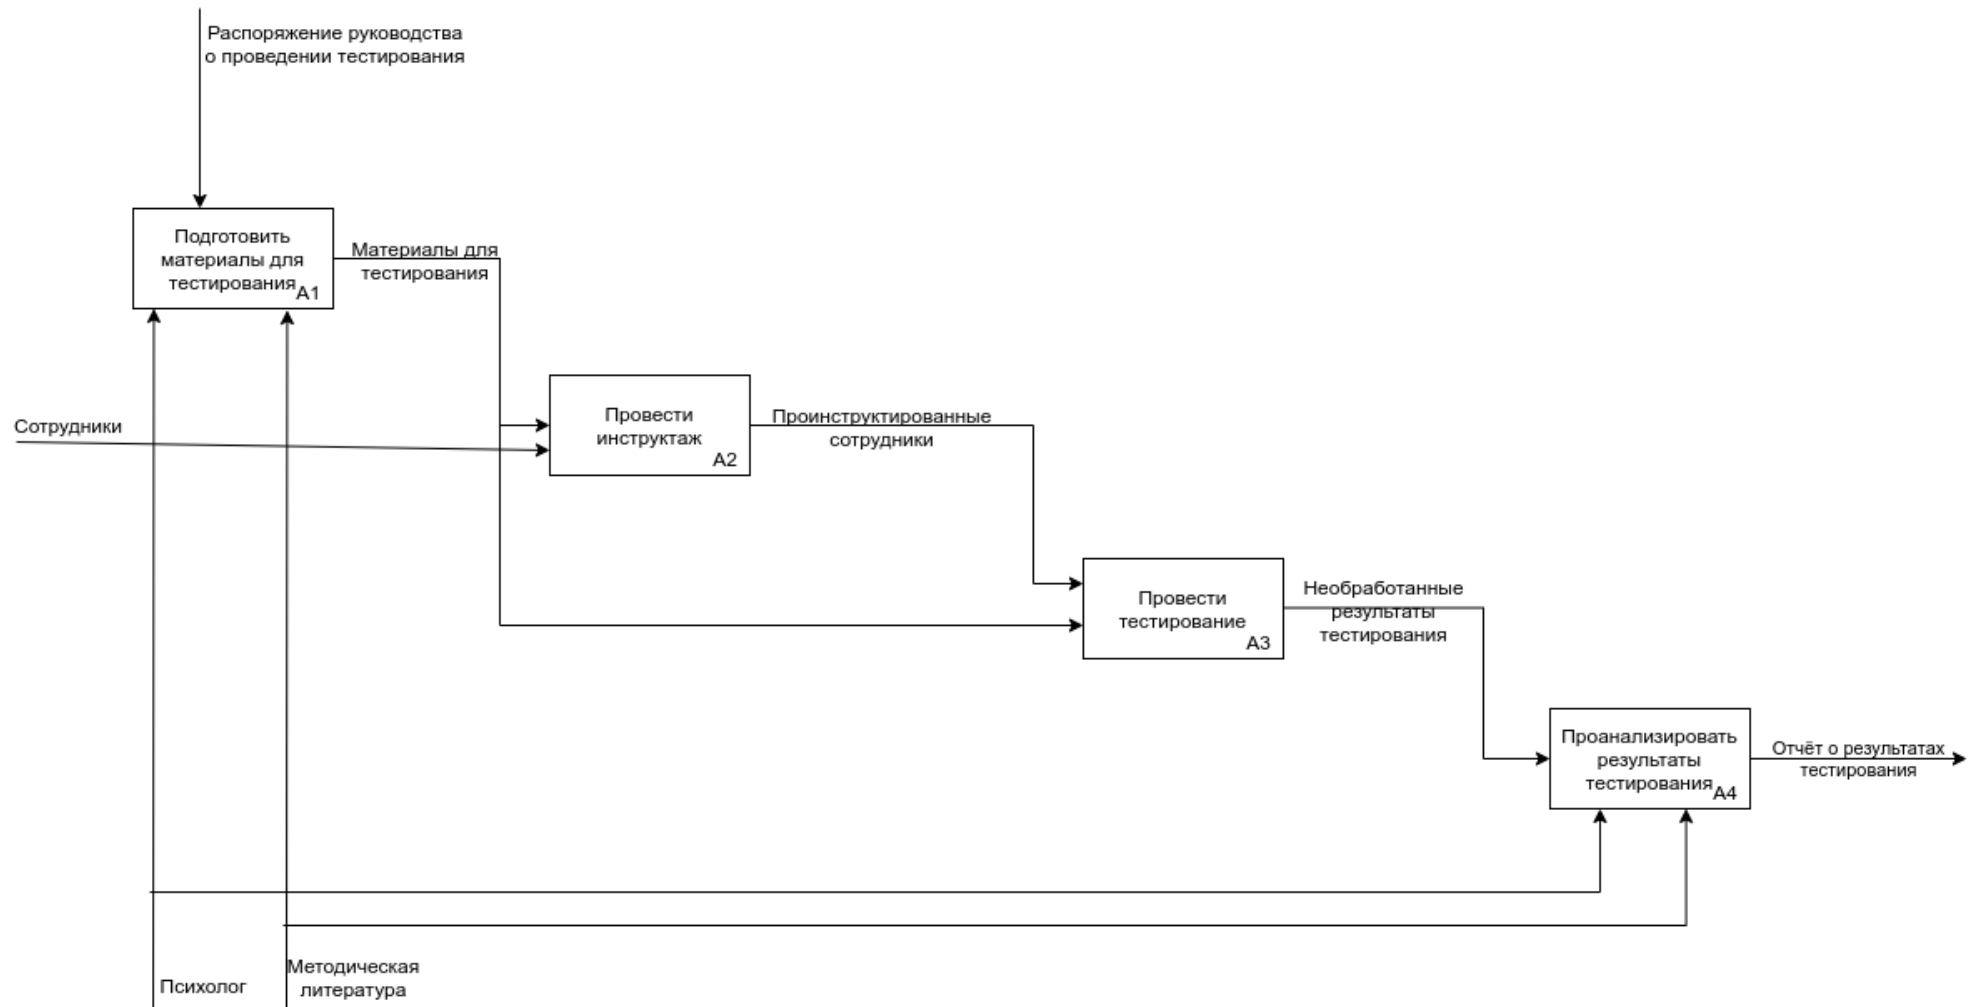 Распоряжение руководства
о проведении тестирования
Подготовить
материалы для
тестирования
A1
Материалы для
тестирования
Сотрудники
Провести
инструктаж
A2
Проинструктированные
сотрудники
Провести
тестирование
A3
Необработанные
результаты
тестирования
Проанализировать
результаты
тестирования
A4
Отчёт о результатах
тестирования
Психолог
Методическая
литература